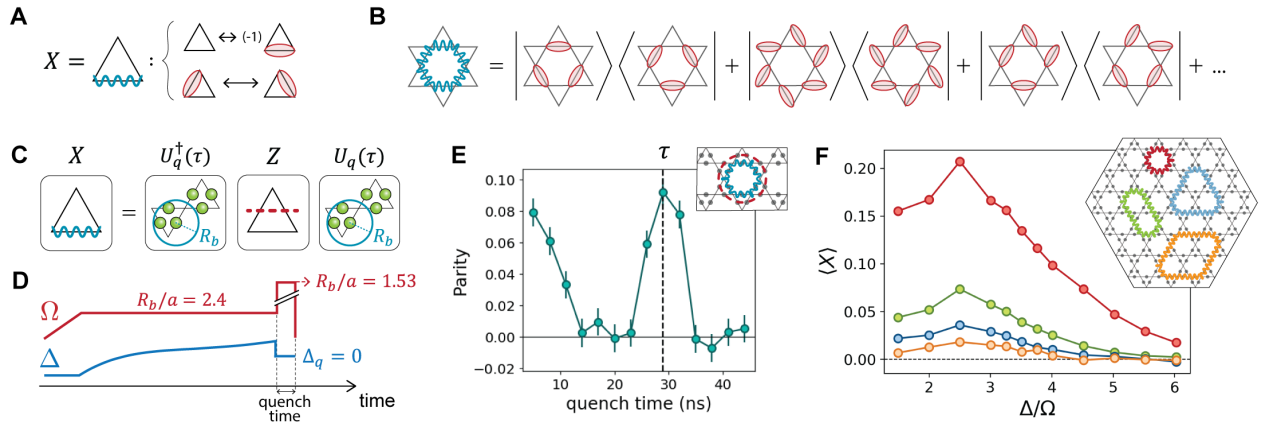 A
X =
:
↔ (-1)
↔
B
=
+
+
+ ...
C
X
U_q^†(τ)
Z
U_q(τ)
=
R_b
R_b
D
R_b/a = 2.4
R_b/a = 1.53
Ω
Δ
Δ_q = 0
quench
time
time
E
τ
Parity
0.10
0.08
0.06
0.04
0.02
0.00
−0.02
10
20
30
40
quench time (ns)
F
⟨X⟩
0.20
0.15
0.10
0.05
0.00
2
3
4
5
6
Δ/Ω